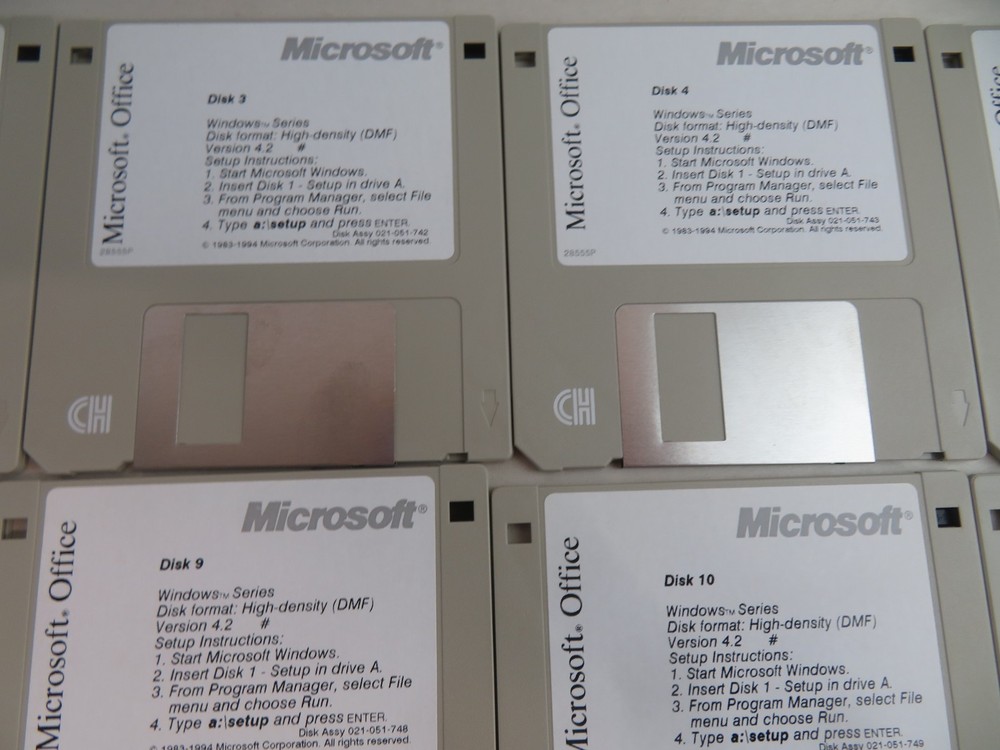 Microsoft®
Microsoft® Office
Disk 3
Windows™ Series
Disk format: High-density (DMF)
Version 4.2 #
Setup Instructions:
1. Start Microsoft Windows.
2. Insert Disk 1 - Setup in drive A.
3. From Program Manager, select File
menu and choose Run.
4. Type a:\setup and press ENTER.
Disk Assy 021-051-742
© 1983-1994 Microsoft Corporation. All rights reserved.
28555P
Microsoft®
Microsoft® Office
Disk 4
Windows™ Series
Disk format: High-density (DMF)
Version 4.2 #
Setup Instructions:
1. Start Microsoft Windows.
2. Insert Disk 1 - Setup in drive A.
3. From Program Manager, select File
menu and choose Run.
4. Type a:\setup and press ENTER.
Disk Assy 021-051-743
© 1983-1994 Microsoft Corporation. All rights reserved.
28555P
Office
Microsoft®
Microsoft® Office
Disk 9
Windows™ Series
Disk format: High-density (DMF)
Version 4.2 #
Setup Instructions:
1. Start Microsoft Windows.
2. Insert Disk 1 - Setup in drive A.
3. From Program Manager, select File
menu and choose Run.
4. Type a:\setup and press ENTER.
Disk Assy 021-051-748
© 1983-1994 Microsoft Corporation. All rights reserved.
Microsoft®
Microsoft® Office
Disk 10
Windows™ Series
Disk format: High-density (DMF)
Version 4.2 #
Setup Instructions:
1. Start Microsoft Windows.
2. Insert Disk 1 - Setup in drive A.
3. From Program Manager, select File
menu and choose Run.
4. Type a:\setup and press ENTER.
Disk Assy 021-051-749